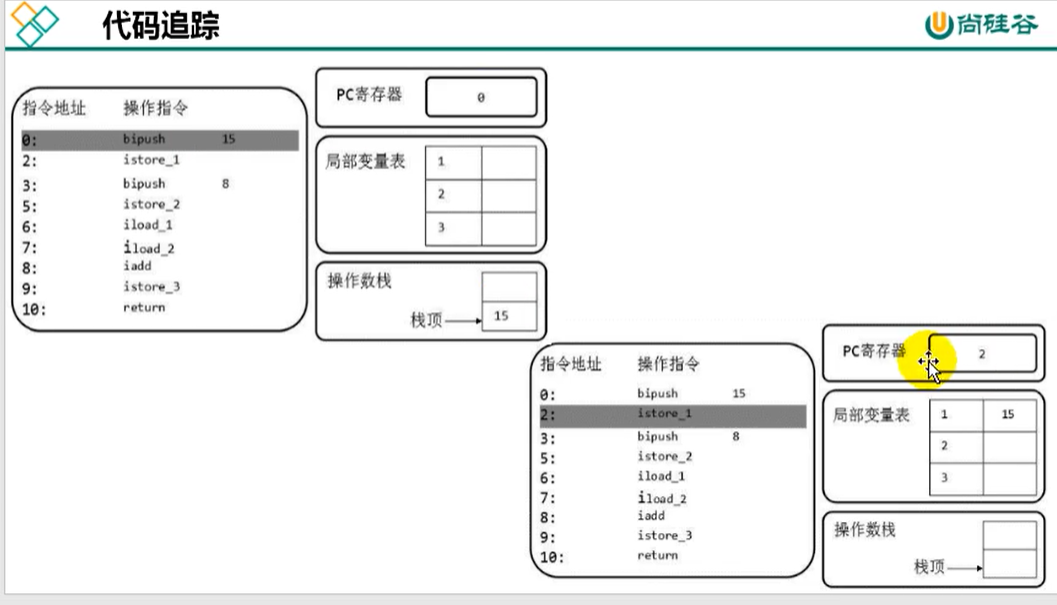 代码追踪
尚硅谷
指令地址 操作指令
0: bipush 15
2: istore_1
3: bipush 8
5: istore_2
6: iload_1
7: iload_2
8: iadd
9: istore_3
10: return
PC寄存器 0
局部变量表 1
2
3
操作数栈
栈顶 15
指令地址 操作指令
0: bipush 15
2: istore_1
3: bipush 8
5: istore_2
6: iload_1
7: iload_2
8: iadd
9: istore_3
10: return
PC寄存器 2
局部变量表 1 15
2
3
操作数栈
栈顶